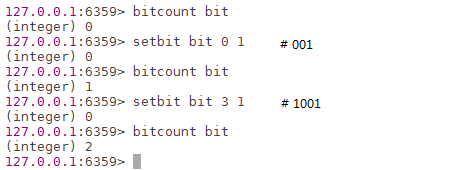 127.0.0.1:6359> bitcount bit
(integer) 0
127.0.0.1:6359> setbit bit 0 1 # 001
(integer) 0
127.0.0.1:6359> bitcount bit
(integer) 1
127.0.0.1:6359> setbit bit 3 1 # 1001
(integer) 0
127.0.0.1:6359> bitcount bit
(integer) 2
127.0.0.1:6359>